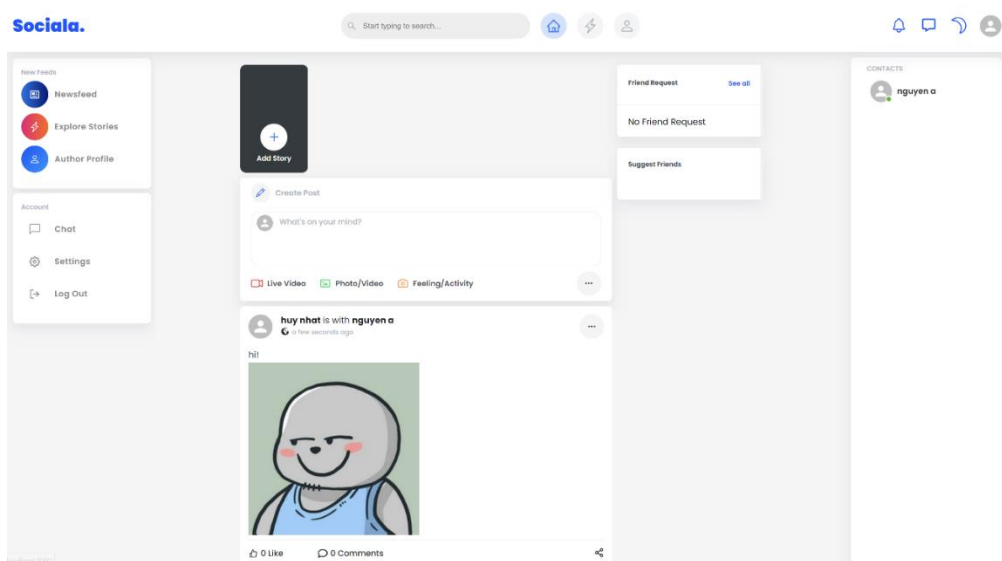 Sociala.
Start typing to search...
New Feeds
Newsfeed
Explore Stories
Author Profile
Account
Chat
Settings
Log Out
Add Story
Create Post
What's on your mind?
Live Video
Photo/Video
Feeling/Activity
huy nhat is with nguyen a
a few seconds ago
hi!
0 Like
0 Comments
Friend Request
See all
No Friend Request
Suggest Friends
CONTACTS
nguyen a